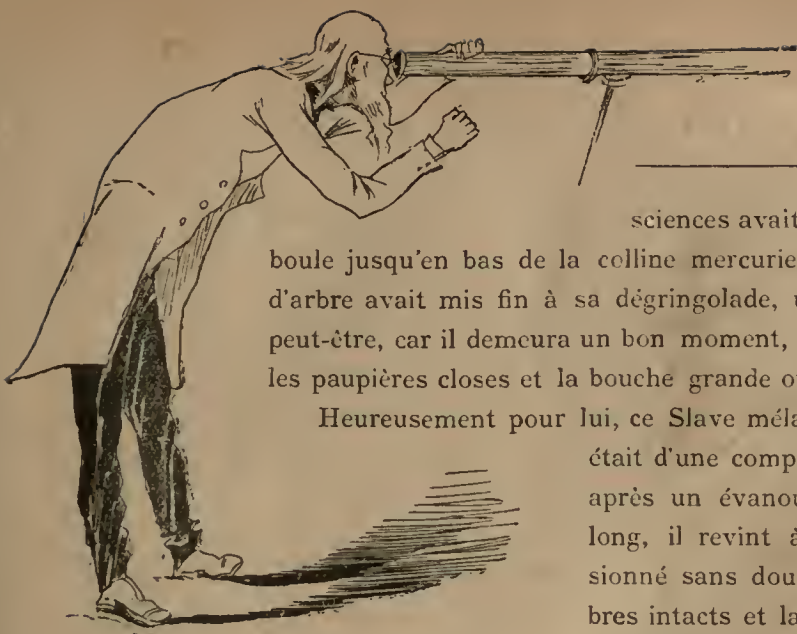 sciences avait
boule jusqu'en bas de la colline mercurie
d'arbre avait mis fin à sa dégringolade, u
peut-être, car il demeura un bon moment,
les paupières closes et la bouche grande o
Heureusement pour lui, ce Slave méla
était d'une comp
après un évanou
long, il revint à
sionné sans dou
bres intacts et la